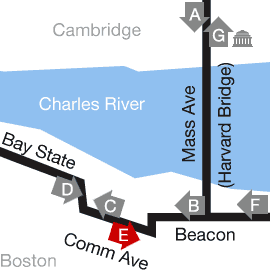 A
Cambridge
G
Mass Ave
(Harvard Bridge)
Charles River
Bay State
D
C
B
F
E
Comm Ave
Beacon
Boston